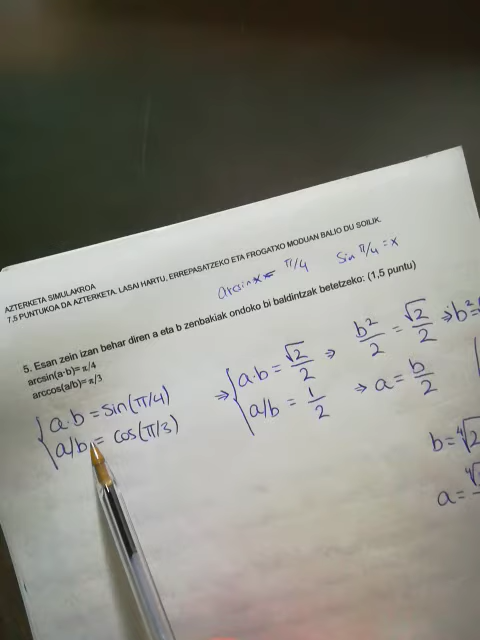 AZTERKETA SIMULAKROA
7,5 PUNTUKOA DA AZTERKETA. LASAI HARTU, ERREPASATZEKO ETA FROGATXO MODUAN BALIO DU SOILIK.
arcsin x = π/4 sin π/4 = x
5. Esan zein izan behar diren a eta b zenbakiak ondoko bi baldintzak betetzeko: (1,5 puntu)
arcsin(a·b)= π/4
arccos(a/b)= π/3
{ a·b = sin(π/4) ⇒ { a·b = √2/2 ⇒ b²/2 = √2/2 ⇒ b² =
a/b = cos(π/3) a/b = 1/2 ⇒ a = b/2
b = ∜2
a =